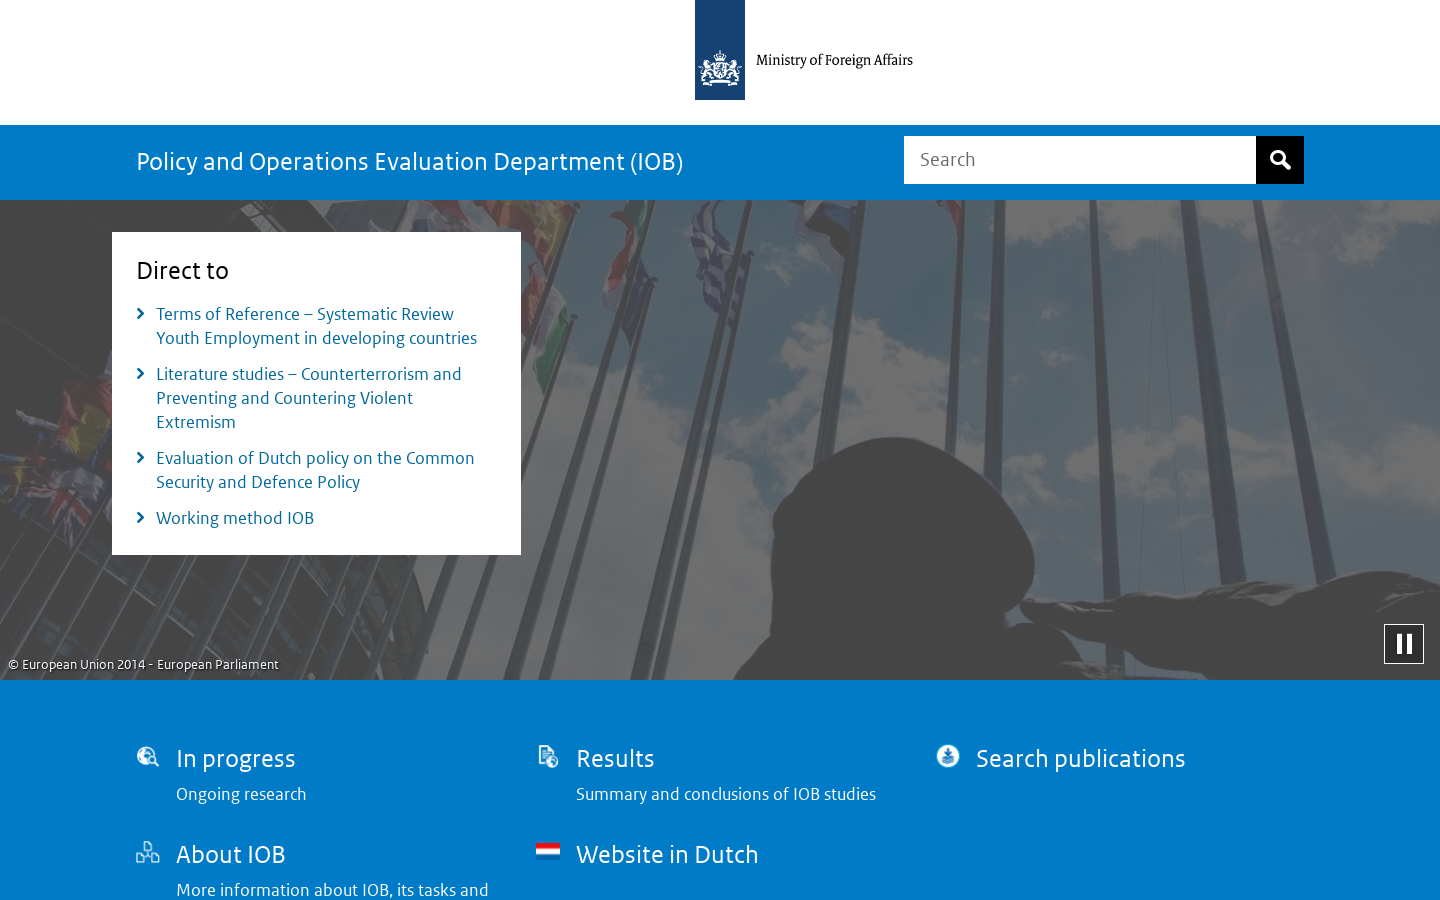 Ministry of Foreign Affairs
Policy and Operations Evaluation Department (IOB)
Search
Direct to
Terms of Reference – Systematic Review
Youth Employment in developing countries
Literature studies – Counterterrorism and
Preventing and Countering Violent
Extremism
Evaluation of Dutch policy on the Common
Security and Defence Policy
Working method IOB
© European Union 2014 - European Parliament
In progress
Ongoing research
Results
Summary and conclusions of IOB studies
Search publications
About IOB
More information about IOB, its tasks and
Website in Dutch